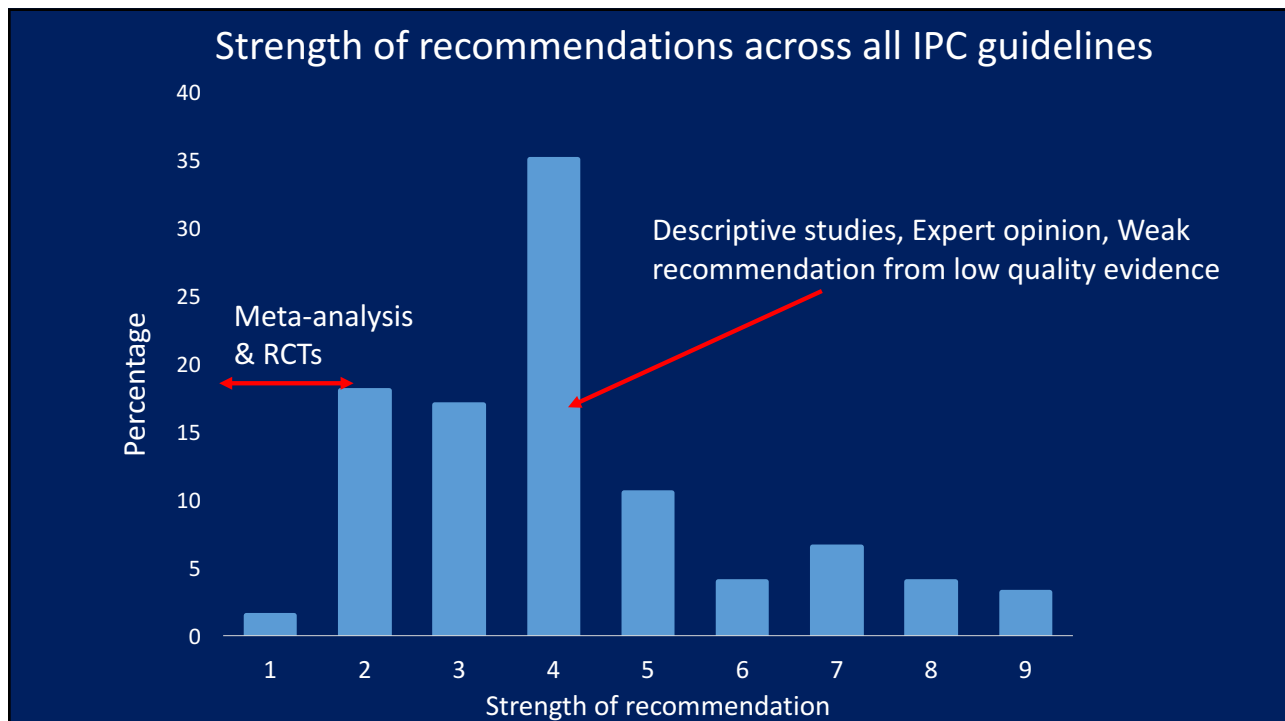 Strength of recommendations across all IPC guidelines
40
35
30
25
20
15
10
5
0
Percentage
Meta-analysis
& RCTs
Descriptive studies, Expert opinion, Weak
recommendation from low quality evidence
1 2 3 4 5 6 7 8 9
Strength of recommendation